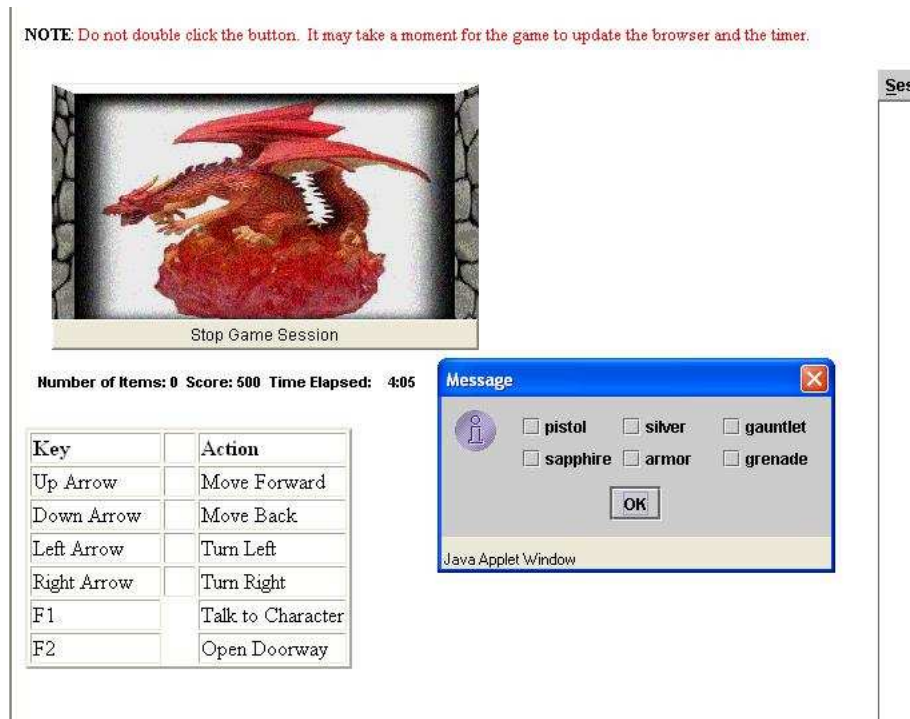 NOTE: Do not double click the button. It may take a moment for the game to update the browser and the timer.
Ses
Stop Game Session
Number of Items: 0 Score: 500 Time Elapsed: 4:05
Message
pistol silver gauntlet
sapphire armor grenade
OK
Java Applet Window
Key Action
Up Arrow Move Forward
Down Arrow Move Back
Left Arrow Turn Left
Right Arrow Turn Right
F1 Talk to Character
F2 Open Doorway